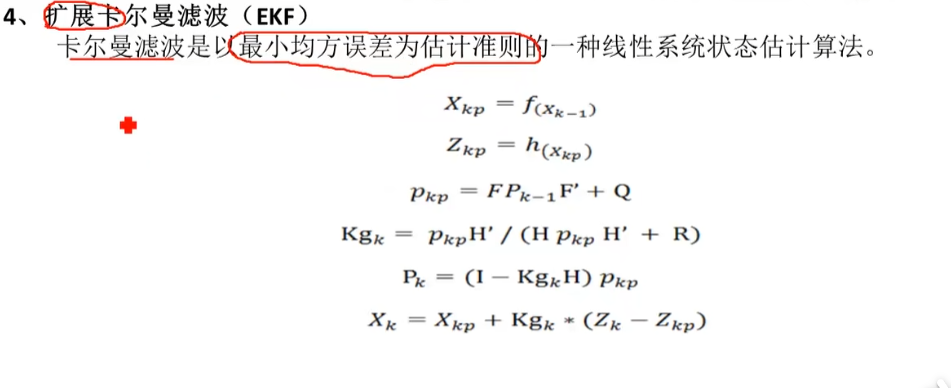 4、扩展卡尔曼滤波（EKF）
卡尔曼滤波是以最小均方误差为估计准则的一种线性系统状态估计算法。
X_{kp} = f_{(X_{k-1})}
Z_{kp} = h_{(X_{kp})}
p_{kp} = FP_{k-1}F' + Q
Kg_k = p_{kp}H' / (H p_{kp} H' + R)
P_k = (I − Kg_kH) p_{kp}
X_k = X_{kp} + Kg_k * (Z_k − Z_{kp})